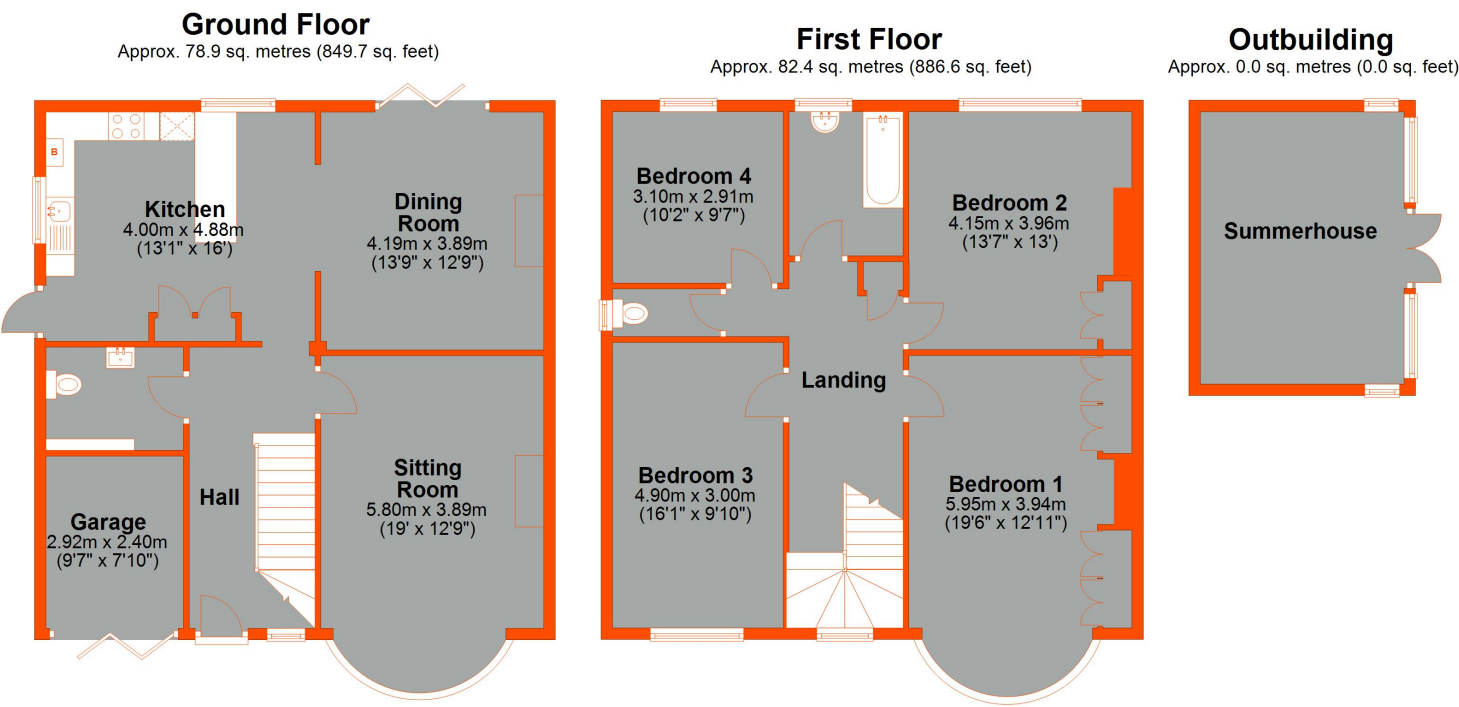 Ground Floor
Approx. 78.9 sq. metres (849.7 sq. feet)
B
Kitchen
4.00m x 4.88m
(13'1" x 16')
Dining
Room
4.19m x 3.89m
(13'9" x 12'9")
Hall
Sitting
Room
5.80m x 3.89m
(19' x 12'9")
Garage
2.92m x 2.40m
(9'7" x 7'10")
First Floor
Approx. 82.4 sq. metres (886.6 sq. feet)
Bedroom 4
3.10m x 2.91m
(10'2" x 9'7")
Bedroom 2
4.15m x 3.96m
(13'7" x 13')
Landing
Bedroom 3
4.90m x 3.00m
(16'1" x 9'10")
Bedroom 1
5.95m x 3.94m
(19'6" x 12'11")
Outbuilding
Approx. 0.0 sq. metres (0.0 sq. feet)
Summerhouse